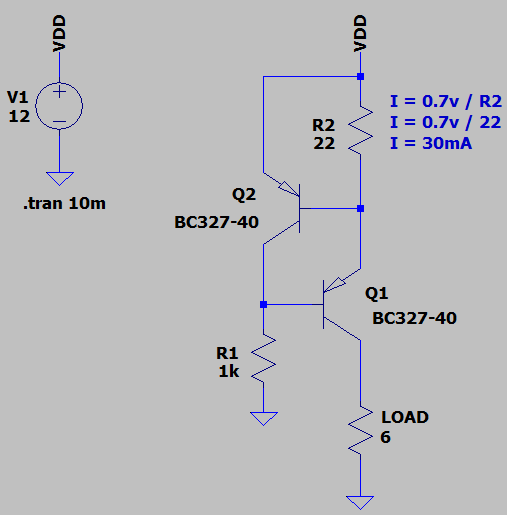 VDD
V1
12
.tran 10m
VDD
R2
22
I = 0.7v / R2
I = 0.7v / 22
I = 30mA
Q2
BC327-40
Q1
BC327-40
R1
1k
LOAD
6